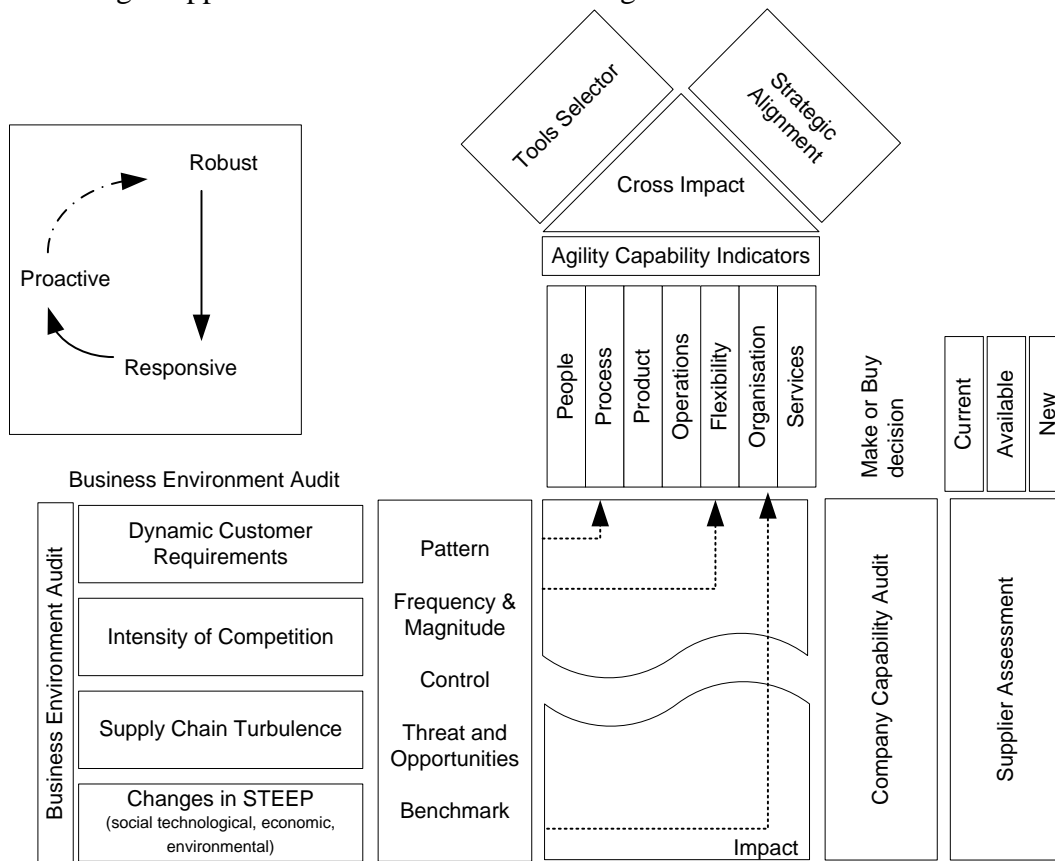 Tools Selector
Strategic
Alignment
Cross Impact
Agility Capability Indicators
Robust
Proactive
Responsive
People
Process
Product
Operations
Flexibility
Organisation
Services
Make or Buy
decision
Current
Available
New
Business Environment Audit
Business Environment Audit
Dynamic Customer
Requirements
Intensity of Competition
Supply Chain Turbulence
Changes in STEEP
(social technological, economic,
environmental)
Pattern
Frequency &
Magnitude
Control
Threat and
Opportunities
Benchmark
Impact
Company Capability Audit
Supplier Assessment